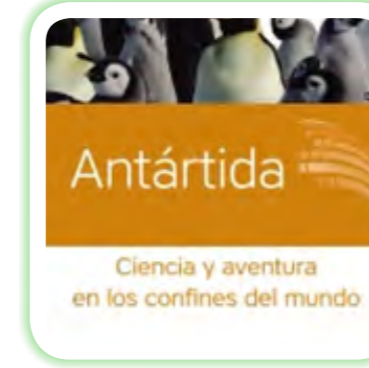 Antártida
Ciencia y aventura
en los confines del mundo